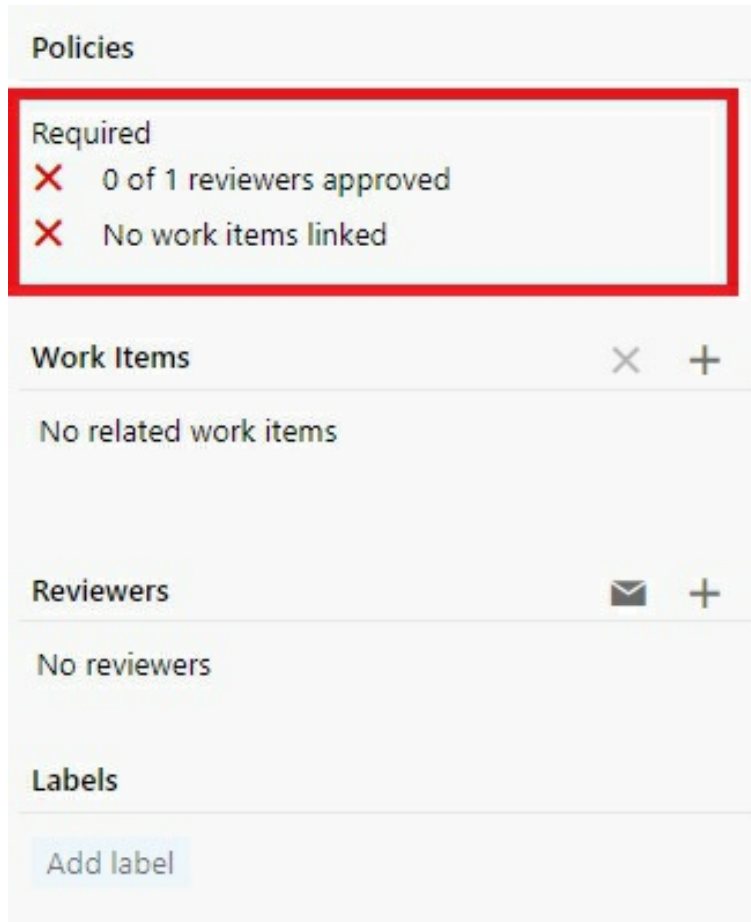 Policies
Required
0 of 1 reviewers approved
No work items linked
Work Items
No related work items
Reviewers
No reviewers
Labels
Add label